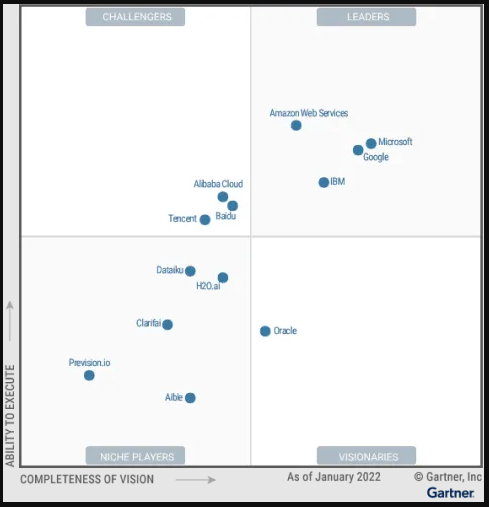 CHALLENGERS
LEADERS
Amazon Web Services
Microsoft
Google
IBM
Alibaba Cloud
Baidu
Tencent
Dataiku
H2O.ai
Clarifai
Oracle
Prevision.io
Aible
ABILITY TO EXECUTE
NICHE PLAYERS
VISIONARIES
COMPLETENESS OF VISION
As of January 2022
© Gartner, Inc
Gartner